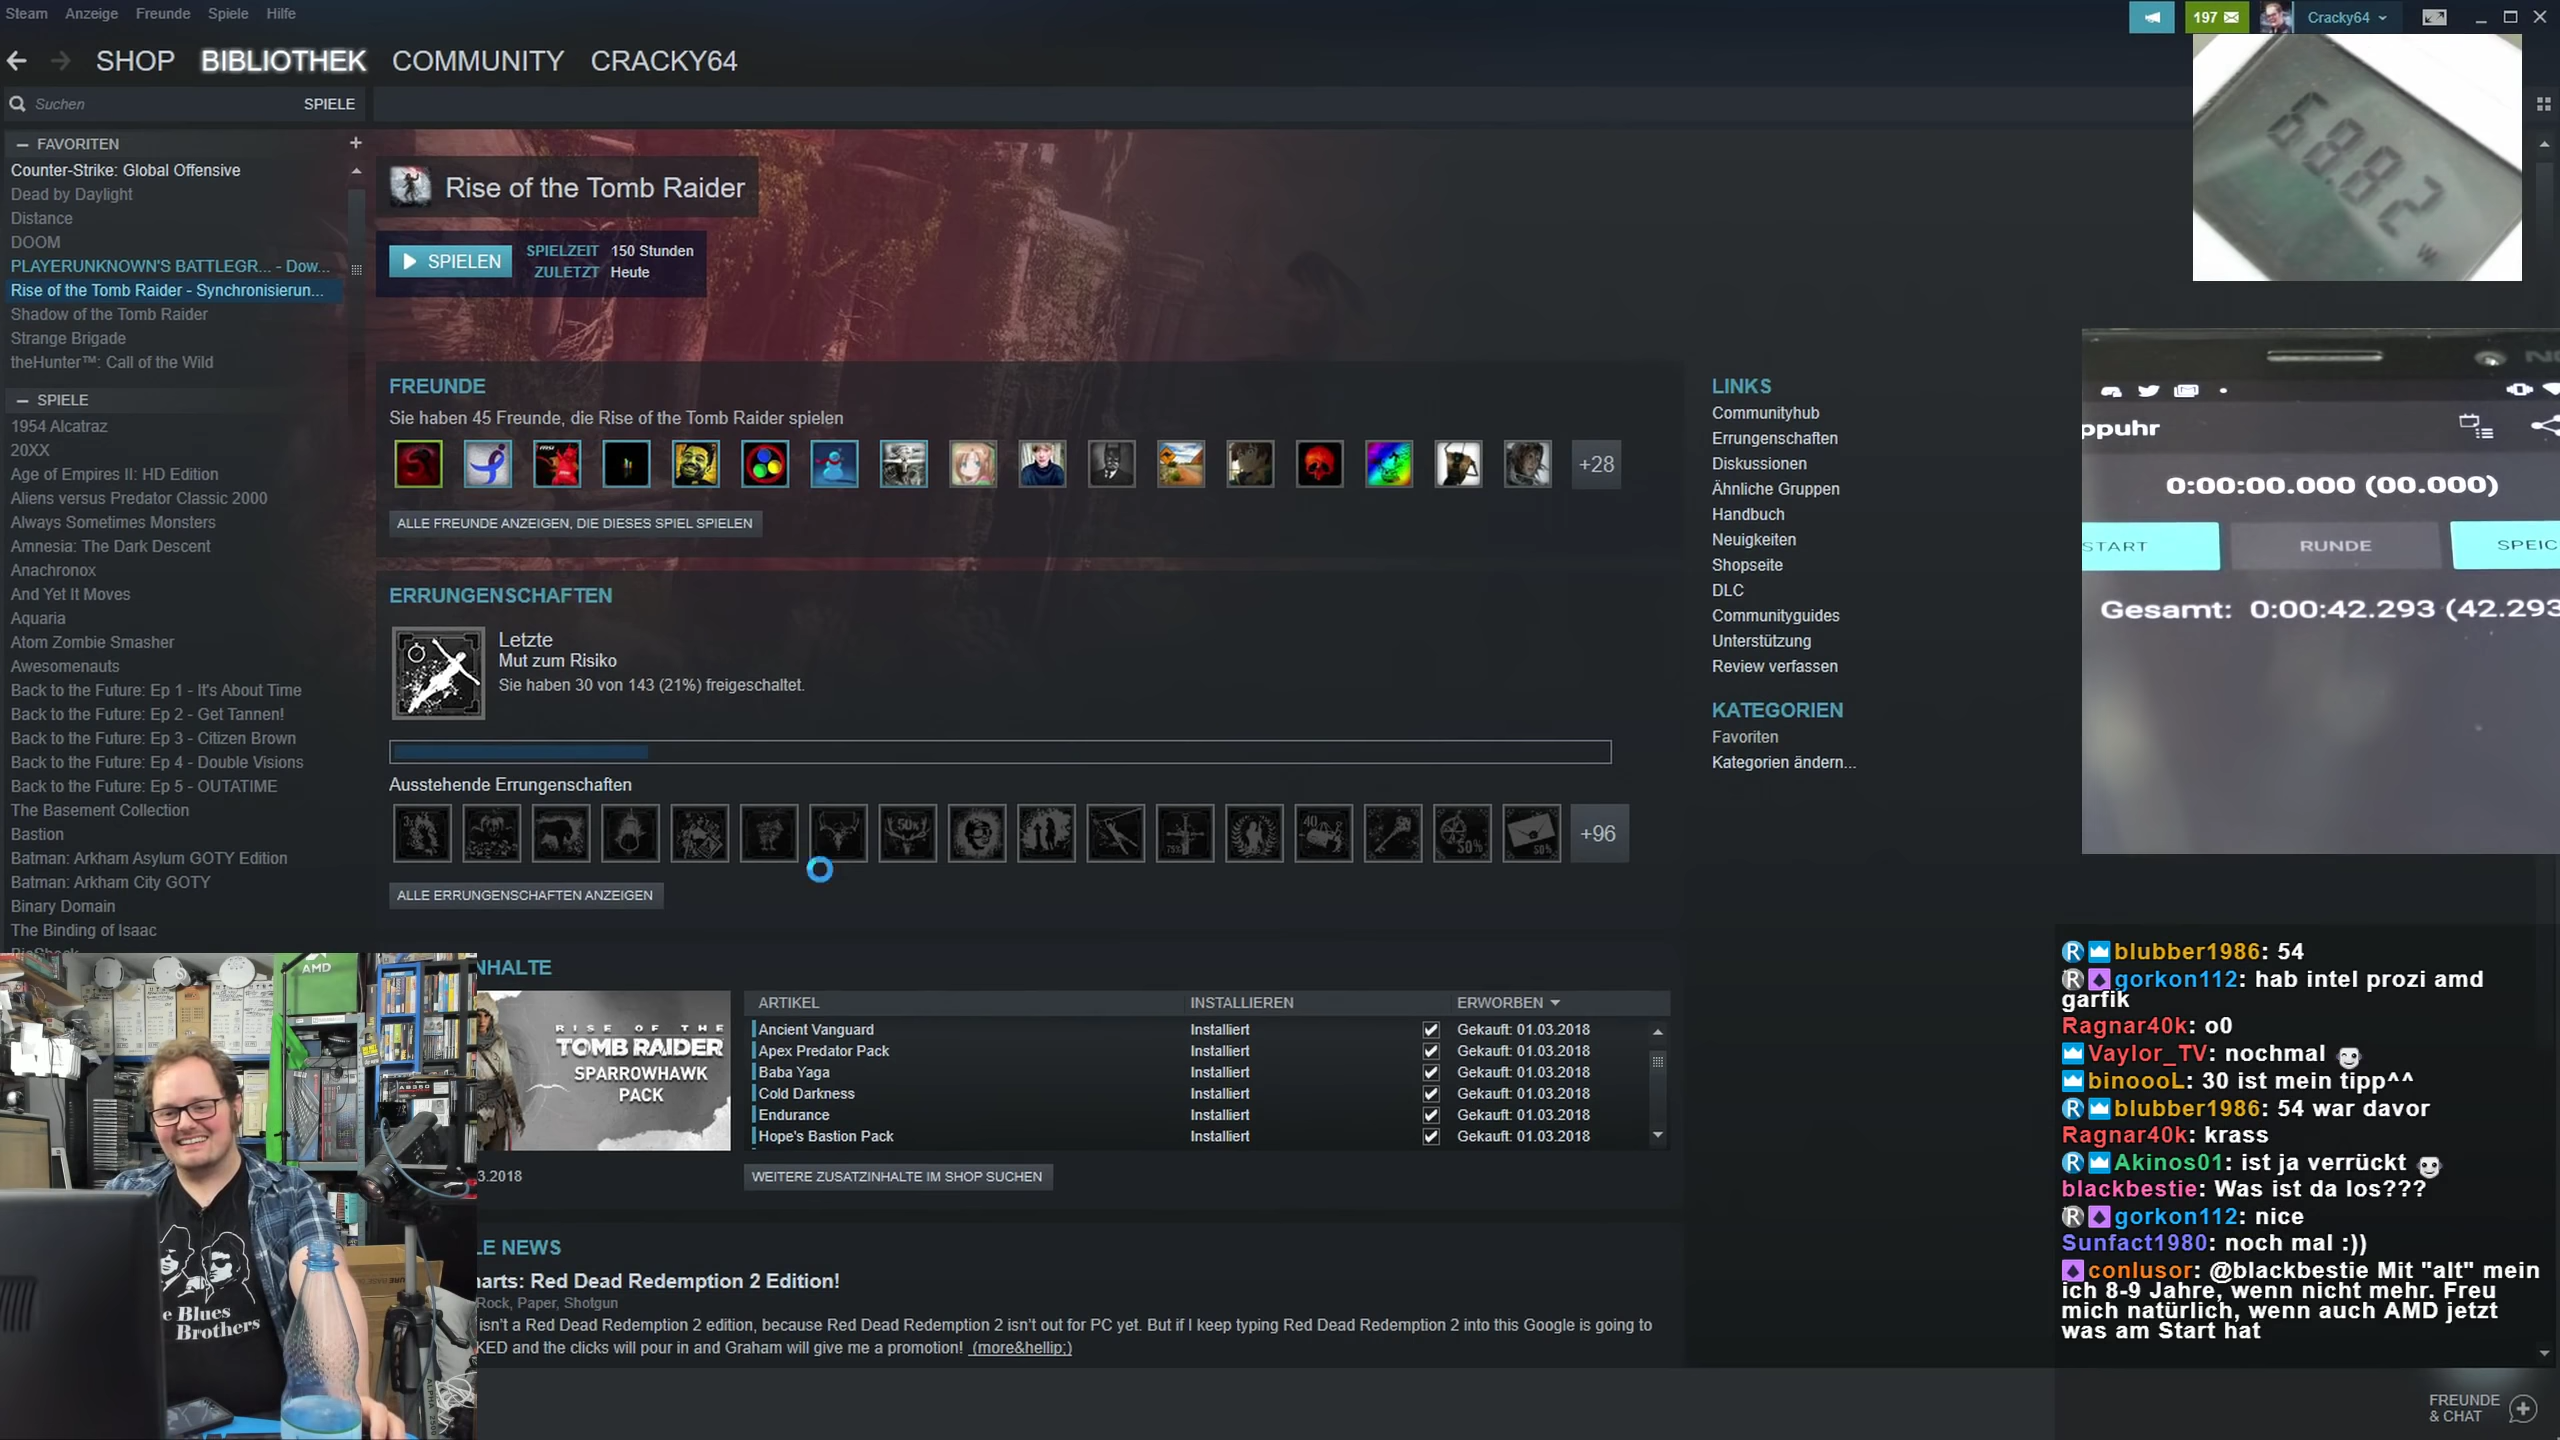 Steam Anzeige Freunde Spiele Hilfe
197
Cracky64
SHOP BIBLIOTHEK COMMUNITY CRACKY64
Suchen
SPIELE
FAVORITEN
Counter-Strike: Global Offensive
Dead by Daylight
Distance
DOOM
PLAYERUNKNOWN'S BATTLEGR... - Dow...
Rise of the Tomb Raider - Synchronisierun...
Shadow of the Tomb Raider
Strange Brigade
theHunter™: Call of the Wild
SPIELE
1954 Alcatraz
20XX
Age of Empires II: HD Edition
Aliens versus Predator Classic 2000
Always Sometimes Monsters
Amnesia: The Dark Descent
Anachronox
And Yet It Moves
Aquaria
Atom Zombie Smasher
Awesomenauts
Back to the Future: Ep 1 - It's About Time
Back to the Future: Ep 2 - Get Tannen!
Back to the Future: Ep 3 - Citizen Brown
Back to the Future: Ep 4 - Double Visions
Back to the Future: Ep 5 - OUTATIME
The Basement Collection
Bastion
Batman: Arkham Asylum GOTY Edition
Batman: Arkham City GOTY
Binary Domain
The Binding of Isaac
Rise of the Tomb Raider
SPIELEN
SPIELZEIT 150 Stunden
ZULETZT Heute
FREUNDE
Sie haben 45 Freunde, die Rise of the Tomb Raider spielen
+28
ALLE FREUNDE ANZEIGEN, DIE DIESES SPIEL SPIELEN
ERRUNGENSCHAFTEN
Letzte
Mut zum Risiko
Sie haben 30 von 143 (21%) freigeschaltet.
Ausstehende Errungenschaften
3x
50K
75%
40
50%
50%
+96
ALLE ERRUNGENSCHAFTEN ANZEIGEN
NHALTE
RISE OF THE
TOMB RAIDER
SPARROWHAWK
PACK
3.2018
ARTIKEL INSTALLIEREN ERWORBEN
Ancient Vanguard Installiert Gekauft: 01.03.2018
Apex Predator Pack Installiert Gekauft: 01.03.2018
Baba Yaga Installiert Gekauft: 01.03.2018
Cold Darkness Installiert Gekauft: 01.03.2018
Endurance Installiert Gekauft: 01.03.2018
Hope's Bastion Pack Installiert Gekauft: 01.03.2018
WEITERE ZUSATZINHALTE IM SHOP SUCHEN
LE NEWS
harts: Red Dead Redemption 2 Edition!
Rock, Paper, Shotgun
isn't a Red Dead Redemption 2 edition, because Red Dead Redemption 2 isn't out for PC yet. But if I keep typing Red Dead Redemption 2 into this Google is going to
KED and the clicks will pour in and Graham will give me a promotion! (more&hellip;)
LINKS
Communityhub
Errungenschaften
Diskussionen
Ähnliche Gruppen
Handbuch
Neuigkeiten
Shopseite
DLC
Communityguides
Unterstützung
Review verfassen
KATEGORIEN
Favoriten
Kategorien ändern...
68.82
W
NO
ppuhr
0:00:00.000 (00.000)
START RUNDE SPEIC
Gesamt: 0:00:42.293 (42.293
blubber1986: 54
gorkon112: hab intel prozi amd
garfik
Ragnar40k: o0
Vaylor_TV: nochmal
binoooL: 30 ist mein tipp^^
blubber1986: 54 war davor
Ragnar40k: krass
Akinos01: ist ja verrückt
blackbestie: Was ist da los???
gorkon112: nice
Sunfact1980: noch mal :))
conlusor: @blackbestie Mit "alt" mein
ich 8-9 Jahre, wenn nicht mehr. Freu
mich natürlich, wenn auch AMD jetzt
was am Start hat
FREUNDE
& CHAT
AMD
e Blues
Brothers